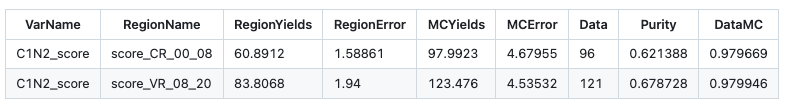 VarName RegionName RegionYields RegionError MCYields MCError Data Purity DataMC
C1N2_score score_CR_00_08 60.8912 1.58861 97.9923 4.67955 96 0.621388 0.979669
C1N2_score score_VR_08_20 83.8068 1.94 123.476 4.53532 121 0.678728 0.979946